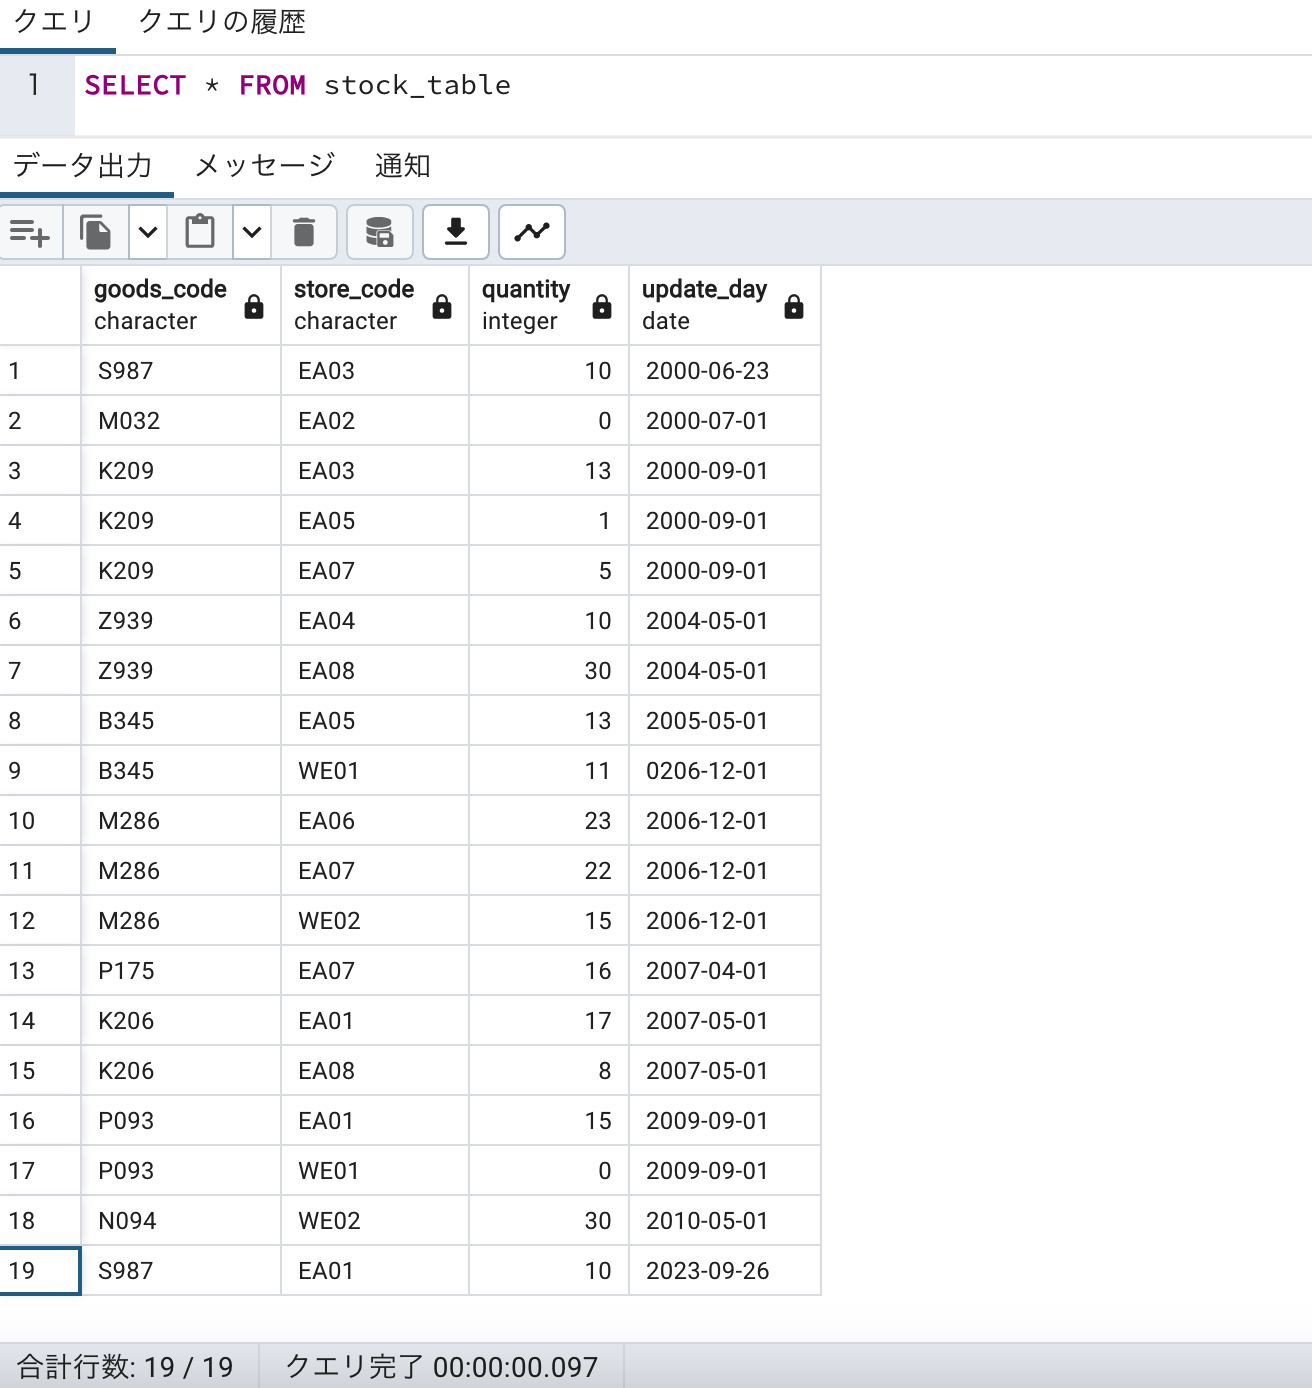 クエリ クエリの履歴
1 SELECT * FROM stock_table
データ出力 メッセージ 通知
goods_code store_code quantity update_day
character character integer date
1 S987 EA03 10 2000-06-23
2 M032 EA02 0 2000-07-01
3 K209 EA03 13 2000-09-01
4 K209 EA05 1 2000-09-01
5 K209 EA07 5 2000-09-01
6 Z939 EA04 10 2004-05-01
7 Z939 EA08 30 2004-05-01
8 B345 EA05 13 2005-05-01
9 B345 WE01 11 0206-12-01
10 M286 EA06 23 2006-12-01
11 M286 EA07 22 2006-12-01
12 M286 WE02 15 2006-12-01
13 P175 EA07 16 2007-04-01
14 K206 EA01 17 2007-05-01
15 K206 EA08 8 2007-05-01
16 P093 EA01 15 2009-09-01
17 P093 WE01 0 2009-09-01
18 N094 WE02 30 2010-05-01
19 S987 EA01 10 2023-09-26
合計行数: 19 / 19 クエリ完了 00:00:00.097